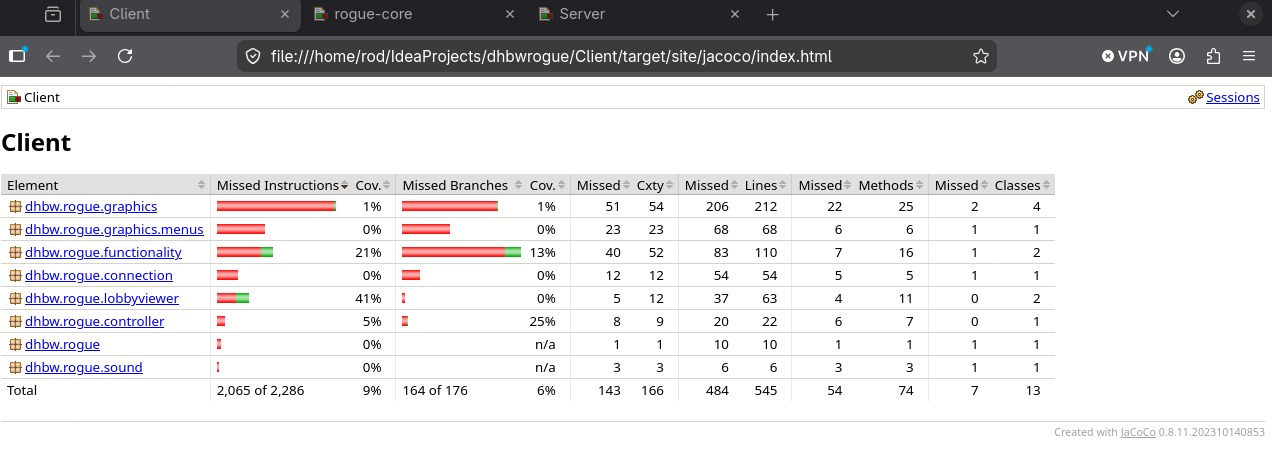 Client rogue-core Server
file:///home/rod/IdeaProjects/dhbwrogue/Client/target/site/jacoco/index.html VPN
Client Sessions
Client
Element Missed Instructions Cov. Missed Branches Cov. Missed Cxty Missed Lines Missed Methods Missed Classes
dhbw.rogue.graphics 1% 1% 51 54 206 212 22 25 2 4
dhbw.rogue.graphics.menus 0% 0% 23 23 68 68 6 6 1 1
dhbw.rogue.functionality 21% 13% 40 52 83 110 7 16 1 2
dhbw.rogue.connection 0% 0% 12 12 54 54 5 5 1 1
dhbw.rogue.lobbyviewer 41% 0% 5 12 37 63 4 11 0 2
dhbw.rogue.controller 5% 25% 8 9 20 22 6 7 0 1
dhbw.rogue 0% n/a 1 1 10 10 1 1 1 1
dhbw.rogue.sound 0% n/a 3 3 6 6 3 3 1 1
Total 2,065 of 2,286 9% 164 of 176 6% 143 166 484 545 54 74 7 13
Created with JaCoCo 0.8.11.202310140853